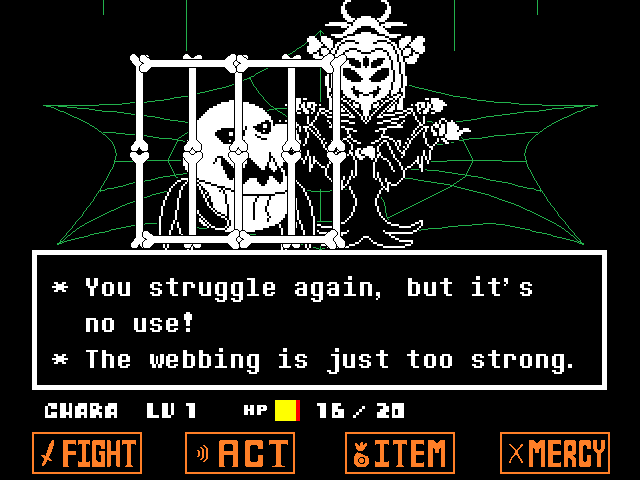 * You struggle again, but it's
no use!
* The webbing is just too strong.
CHARA LV 1 HP 16 / 20
FIGHT ACT ITEM MERCY